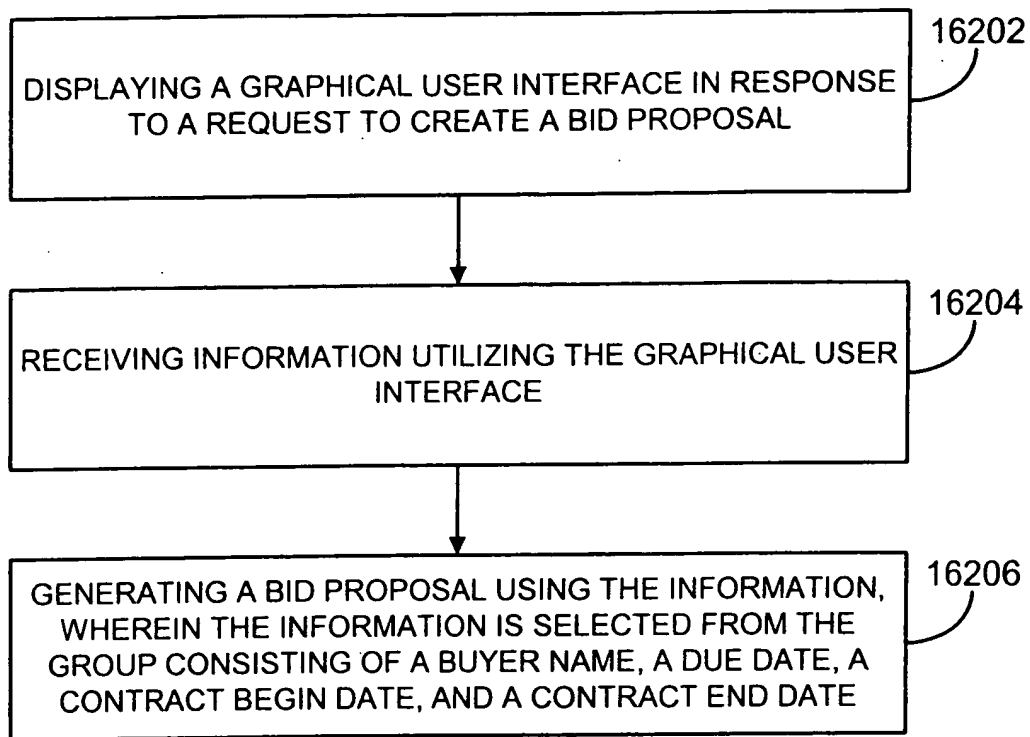 16202
DISPLAYING A GRAPHICAL USER INTERFACE IN RESPONSE
TO A REQUEST TO CREATE A BID PROPOSAL
16204
RECEIVING INFORMATION UTILIZING THE GRAPHICAL USER
INTERFACE
16206
GENERATING A BID PROPOSAL USING THE INFORMATION,
WHEREIN THE INFORMATION IS SELECTED FROM THE
GROUP CONSISTING OF A BUYER NAME, A DUE DATE, A
CONTRACT BEGIN DATE, AND A CONTRACT END DATE